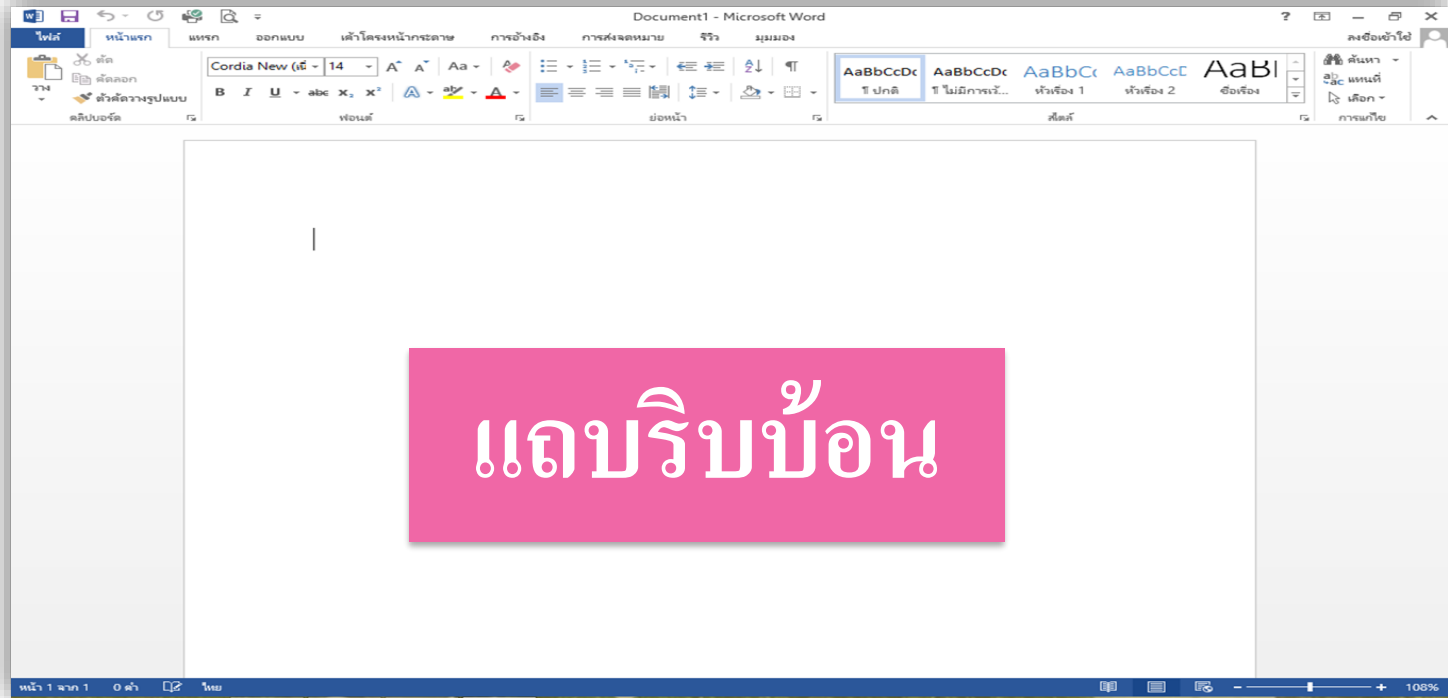 Document1 - Microsoft Word
ไฟล์ หน้าแรก แทรก ออกแบบ เค้าโครงหน้ากระดาษ การอ้างอิง การส่งจดหมาย รีวิว มุมมอง ลงชื่อเข้าใช้
วาง
ตัด
คัดลอก
ตัวคัดวางรูปแบบ
คลิปบอร์ด
Cordia New (เนื้ 14 Aa
B I U abc X₂ X² A aby A
ฟอนต์
ย่อหน้า
AaBbCcDc AaBbCcDc AaBbCc AaBbCcD AaBl
¶ ปกติ ¶ ไม่มีการเว้... หัวเรื่อง 1 หัวเรื่อง 2 ชื่อเรื่อง
สไตล์
ค้นหา
แทนที่
เลือก
การแก้ไข
แถบริบบ้อน
หน้า 1 จาก 1 0 คำ ไทย 108%